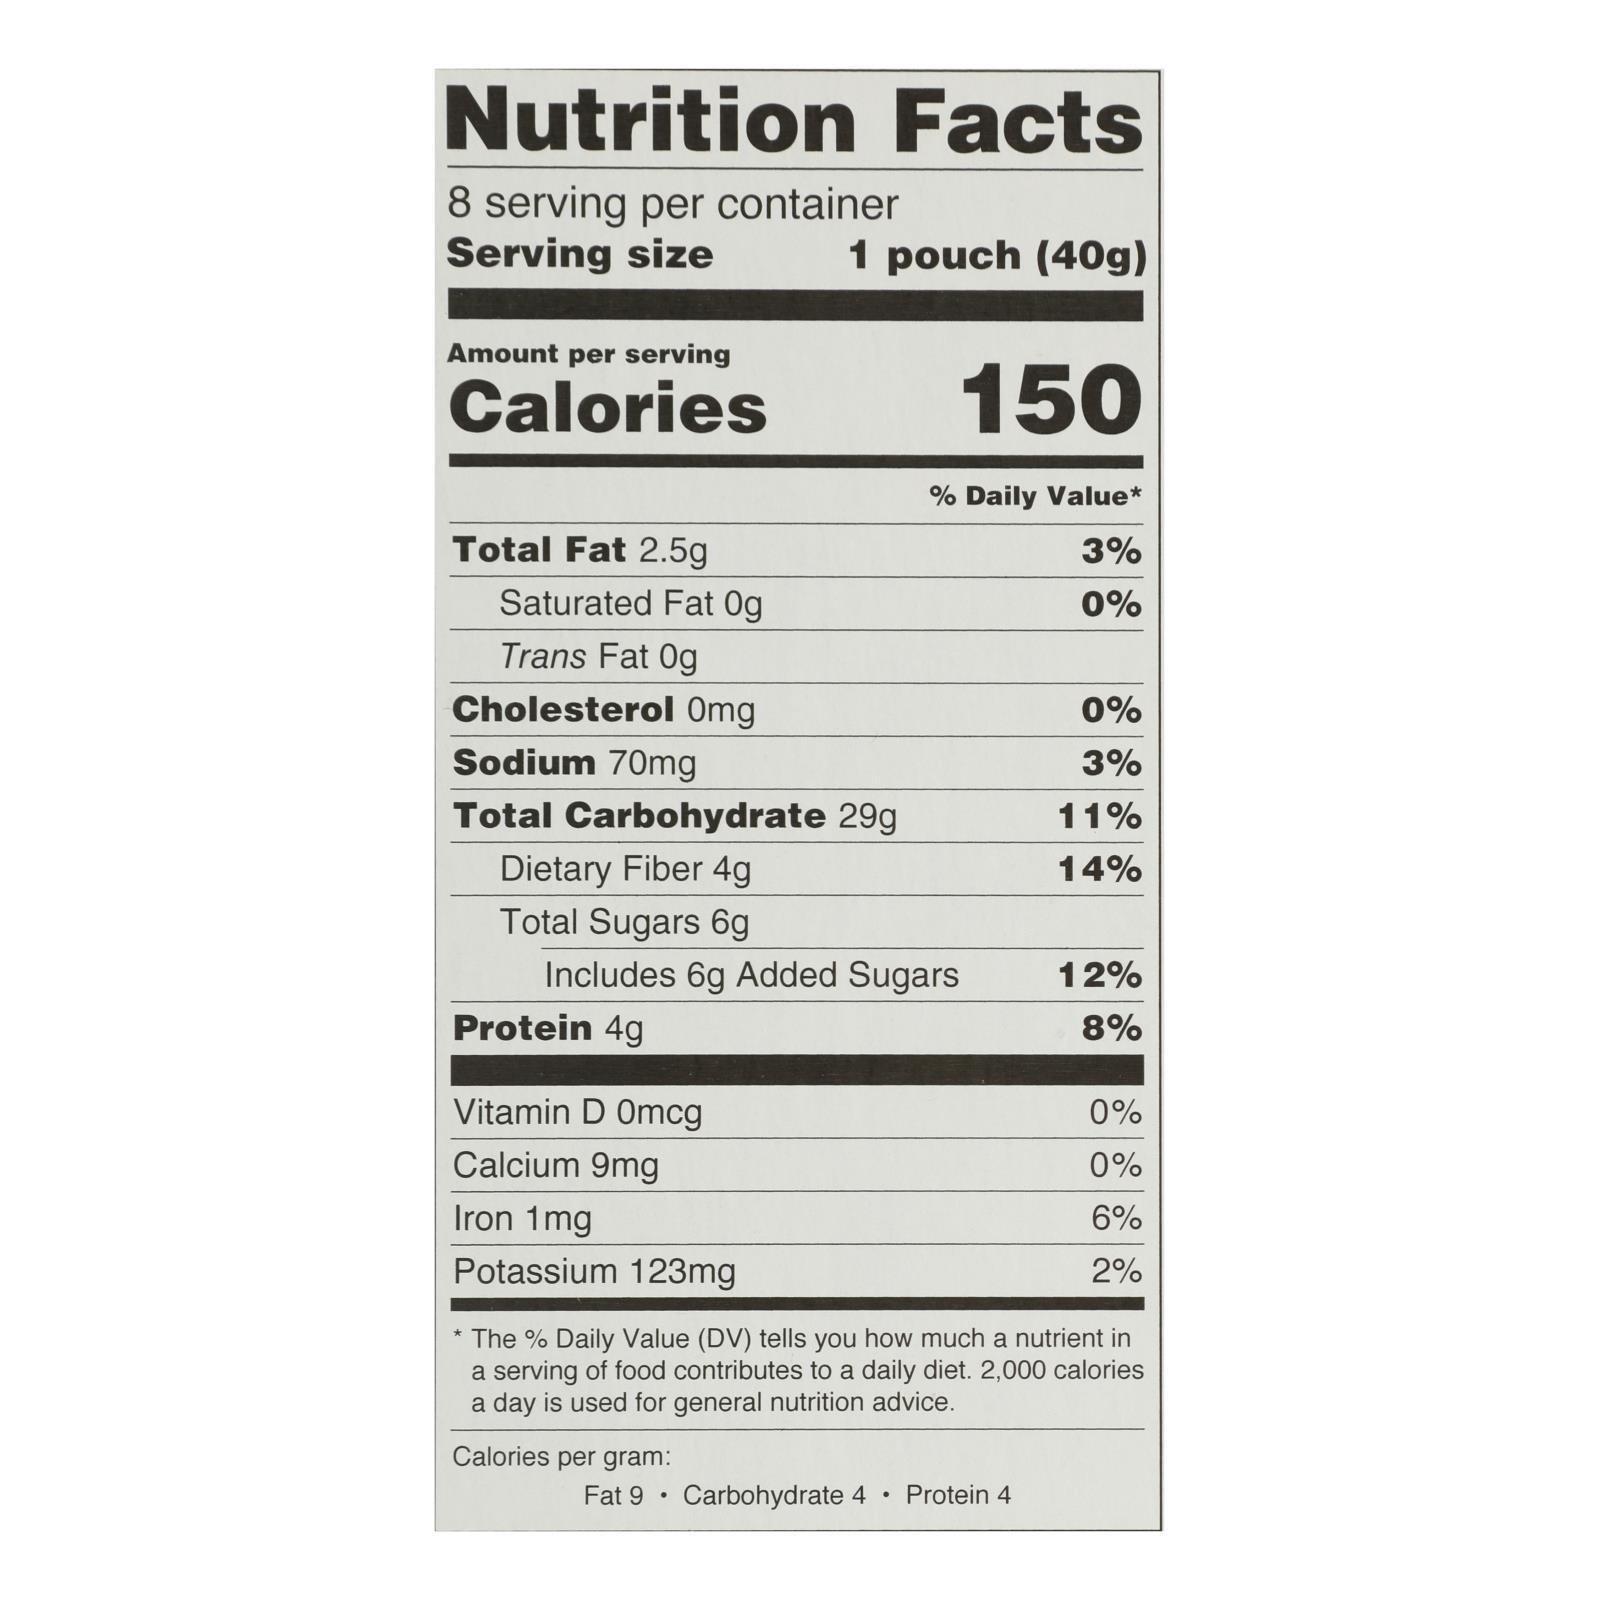 Nutrition Facts
8 serving per container
Serving size 1 pouch (40g)
Amount per serving
Calories 150
% Daily Value*
Total Fat 2.5g 3%
Saturated Fat 0g 0%
Trans Fat 0g
Cholesterol 0mg 0%
Sodium 70mg 3%
Total Carbohydrate 29g 11%
Dietary Fiber 4g 14%
Total Sugars 6g
Includes 6g Added Sugars 12%
Protein 4g 8%
Vitamin D 0mcg 0%
Calcium 9mg 0%
Iron 1mg 6%
Potassium 123mg 2%
* The % Daily Value (DV) tells you how much a nutrient in
a serving of food contributes to a daily diet. 2,000 calories
a day is used for general nutrition advice.
Calories per gram:
Fat 9 • Carbohydrate 4 • Protein 4